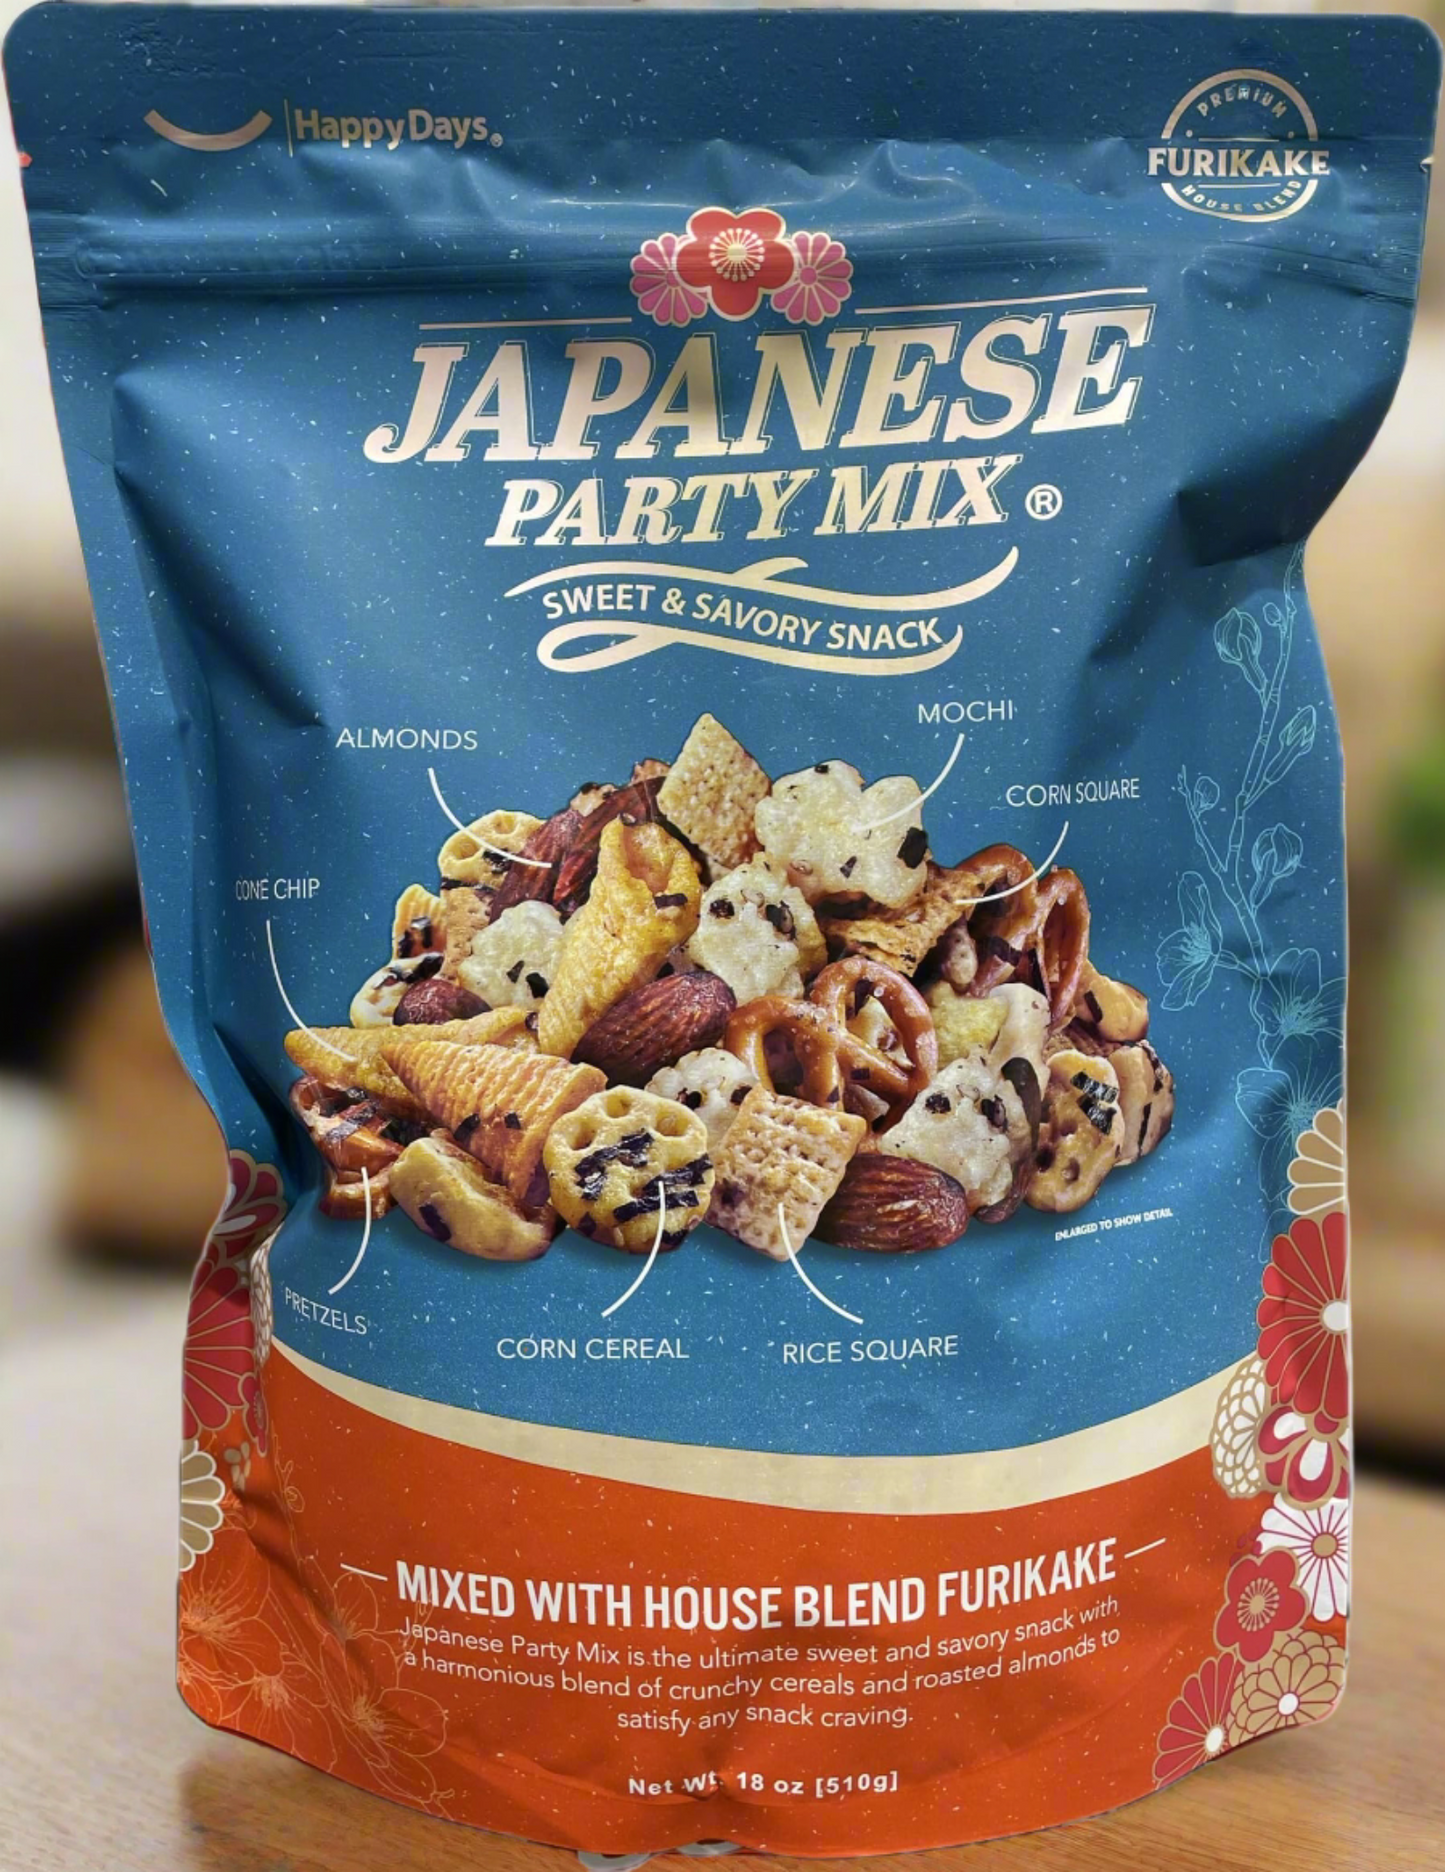 HappyDays®
PREMIUM
FURIKAKE
HOUSE BLEND
JAPANESE
PARTY MIX ®
SWEET & SAVORY SNACK
MOCHI
ALMONDS
CORN SQUARE
CONE CHIP
ENLARGED TO SHOW DETAIL
PRETZELS
CORN CEREAL
RICE SQUARE
MIXED WITH HOUSE BLEND FURIKAKE
Japanese Party Mix is the ultimate sweet and savory snack with
a harmonious blend of crunchy cereals and roasted almonds to
satisfy any snack craving.
Net Wt. 18 oz [510g]